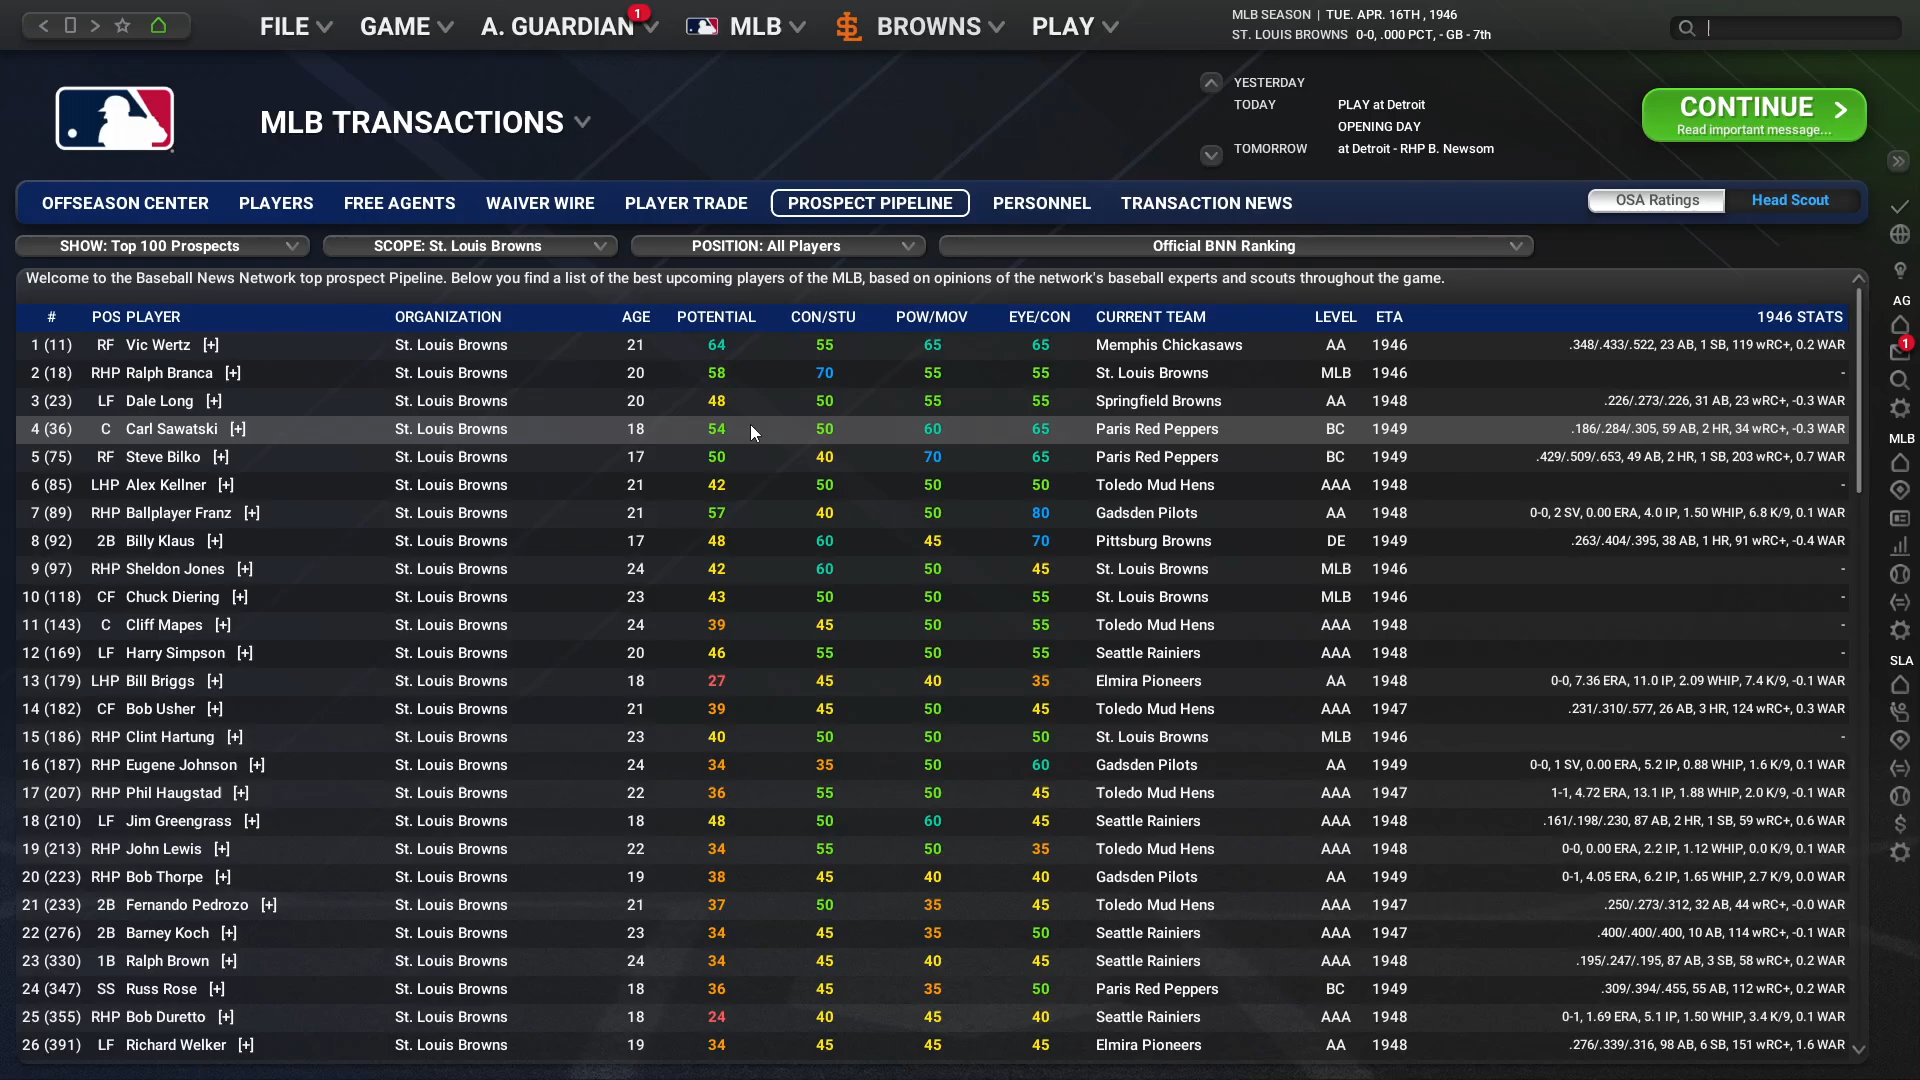 FILE GAME A. GUARDIAN 1 MLB BROWNS PLAY
MLB SEASON | TUE. APR. 16TH , 1946
ST. LOUIS BROWNS 0-0, .000 PCT, - GB - 7th
MLB TRANSACTIONS
YESTERDAY
TODAY PLAY at Detroit
OPENING DAY
TOMORROW at Detroit - RHP B. Newsom
CONTINUE
Read important message...
OFFSEASON CENTER PLAYERS FREE AGENTS WAIVER WIRE PLAYER TRADE PROSPECT PIPELINE PERSONNEL TRANSACTION NEWS OSA Ratings Head Scout
SHOW: Top 100 Prospects SCOPE: St. Louis Browns POSITION: All Players Official BNN Ranking
Welcome to the Baseball News Network top prospect Pipeline. Below you find a list of the best upcoming players of the MLB, based on opinions of the network's baseball experts and scouts throughout the game.
# POS PLAYER ORGANIZATION AGE POTENTIAL CON/STU POW/MOV EYE/CON CURRENT TEAM LEVEL ETA 1946 STATS
1 (11) RF Vic Wertz [+] St. Louis Browns 21 64 55 65 65 Memphis Chickasaws AA 1946 .348/.433/.522, 23 AB, 1 SB, 119 wRC+, 0.2 WAR
2 (18) RHP Ralph Branca [+] St. Louis Browns 20 58 70 55 55 St. Louis Browns MLB 1946 -
3 (23) LF Dale Long [+] St. Louis Browns 20 48 50 55 55 Springfield Browns AA 1948 .226/.273/.226, 31 AB, 23 wRC+, -0.3 WAR
4 (36) C Carl Sawatski [+] St. Louis Browns 18 54 50 60 65 Paris Red Peppers BC 1949 .186/.284/.305, 59 AB, 2 HR, 34 wRC+, -0.3 WAR
5 (75) RF Steve Bilko [+] St. Louis Browns 17 50 40 70 65 Paris Red Peppers BC 1949 .429/.509/.653, 49 AB, 2 HR, 1 SB, 203 wRC+, 0.7 WAR
6 (85) LHP Alex Kellner [+] St. Louis Browns 21 42 50 50 50 Toledo Mud Hens AAA 1948 -
7 (89) RHP Ballplayer Franz [+] St. Louis Browns 21 57 40 50 80 Gadsden Pilots AA 1948 0-0, 2 SV, 0.00 ERA, 4.0 IP, 1.50 WHIP, 6.8 K/9, 0.1 WAR
8 (92) 2B Billy Klaus [+] St. Louis Browns 17 48 60 45 70 Pittsburg Browns DE 1949 .263/.404/.395, 38 AB, 1 HR, 91 wRC+, -0.4 WAR
9 (97) RHP Sheldon Jones [+] St. Louis Browns 24 42 60 50 45 St. Louis Browns MLB 1946 -
10 (118) CF Chuck Diering [+] St. Louis Browns 23 43 50 50 55 St. Louis Browns MLB 1946 -
11 (143) C Cliff Mapes [+] St. Louis Browns 24 39 45 50 55 Toledo Mud Hens AAA 1948 -
12 (169) LF Harry Simpson [+] St. Louis Browns 20 46 55 50 55 Seattle Rainiers AAA 1948 -
13 (179) LHP Bill Briggs [+] St. Louis Browns 18 27 45 40 35 Elmira Pioneers AA 1948 0-0, 7.36 ERA, 11.0 IP, 2.09 WHIP, 7.4 K/9, -0.1 WAR
14 (182) CF Bob Usher [+] St. Louis Browns 21 39 45 50 45 Toledo Mud Hens AAA 1947 .231/.310/.577, 26 AB, 3 HR, 124 wRC+, 0.3 WAR
15 (186) RHP Clint Hartung [+] St. Louis Browns 23 40 50 50 50 St. Louis Browns MLB 1946 -
16 (187) RHP Eugene Johnson [+] St. Louis Browns 24 34 35 50 60 Gadsden Pilots AA 1949 0-0, 1 SV, 0.00 ERA, 5.2 IP, 0.88 WHIP, 1.6 K/9, 0.1 WAR
17 (207) RHP Phil Haugstad [+] St. Louis Browns 22 36 55 50 45 Toledo Mud Hens AAA 1947 1-1, 4.72 ERA, 13.1 IP, 1.88 WHIP, 2.0 K/9, -0.1 WAR
18 (210) LF Jim Greengrass [+] St. Louis Browns 18 48 50 60 45 Seattle Rainiers AAA 1948 .161/.198/.230, 87 AB, 2 HR, 1 SB, 59 wRC+, 0.6 WAR
19 (213) RHP John Lewis [+] St. Louis Browns 22 34 55 50 35 Toledo Mud Hens AAA 1948 0-0, 0.00 ERA, 2.2 IP, 1.12 WHIP, 0.0 K/9, 0.1 WAR
20 (223) RHP Bob Thorpe [+] St. Louis Browns 19 38 45 40 40 Gadsden Pilots AA 1949 0-1, 4.05 ERA, 6.2 IP, 1.65 WHIP, 2.7 K/9, 0.0 WAR
21 (233) 2B Fernando Pedrozo [+] St. Louis Browns 21 37 50 35 45 Toledo Mud Hens AAA 1947 .250/.273/.312, 32 AB, 44 wRC+, -0.0 WAR
22 (276) 2B Barney Koch [+] St. Louis Browns 23 34 45 35 50 Seattle Rainiers AAA 1947 .400/.400/.400, 10 AB, 114 wRC+, -0.1 WAR
23 (330) 1B Ralph Brown [+] St. Louis Browns 24 34 45 40 45 Seattle Rainiers AAA 1948 .195/.247/.195, 87 AB, 3 SB, 58 wRC+, 0.2 WAR
24 (347) SS Russ Rose [+] St. Louis Browns 18 36 45 35 50 Paris Red Peppers BC 1949 .309/.394/.455, 55 AB, 112 wRC+, 0.2 WAR
25 (355) RHP Bob Duretto [+] St. Louis Browns 18 24 40 45 40 Seattle Rainiers AAA 1948 0-1, 1.69 ERA, 5.1 IP, 1.50 WHIP, 3.4 K/9, 0.1 WAR
26 (391) LF Richard Welker [+] St. Louis Browns 19 34 45 45 45 Elmira Pioneers AA 1948 .276/.339/.316, 98 AB, 6 SB, 151 wRC+, 1.6 WAR
AG
1
MLB
SLA